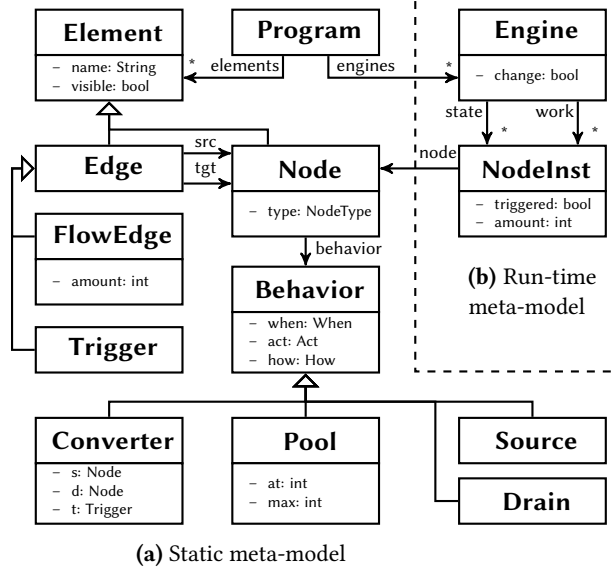 Element
– name: String
– visible: bool
Program
* elements
engines *
Engine
– change: bool
state
work
*
*
Edge
src
tgt
Node
– type: NodeType
node
NodeInst
– triggered: bool
– amount: int
FlowEdge
– amount: int
behavior
(b) Run-time
meta-model
Trigger
Behavior
– when: When
– act: Act
– how: How
Converter
– s: Node
– d: Node
– t: Trigger
Pool
– at: int
– max: int
Source
Drain
(a) Static meta-model